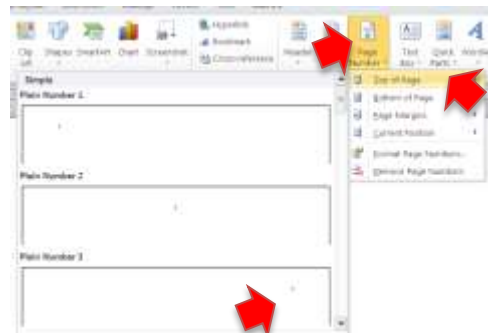 Clip Art
Shapes
SmartArt
Chart
Screenshot
Hyperlink
Bookmark
Cross-reference
Header
Page Number
Text Box
Quick Parts
Simple
Plain Number 1
Plain Number 2
Plain Number 3
Top of Page
Bottom of Page
Page Margins
Current Position
Format Page Numbers...
Remove Page Numbers